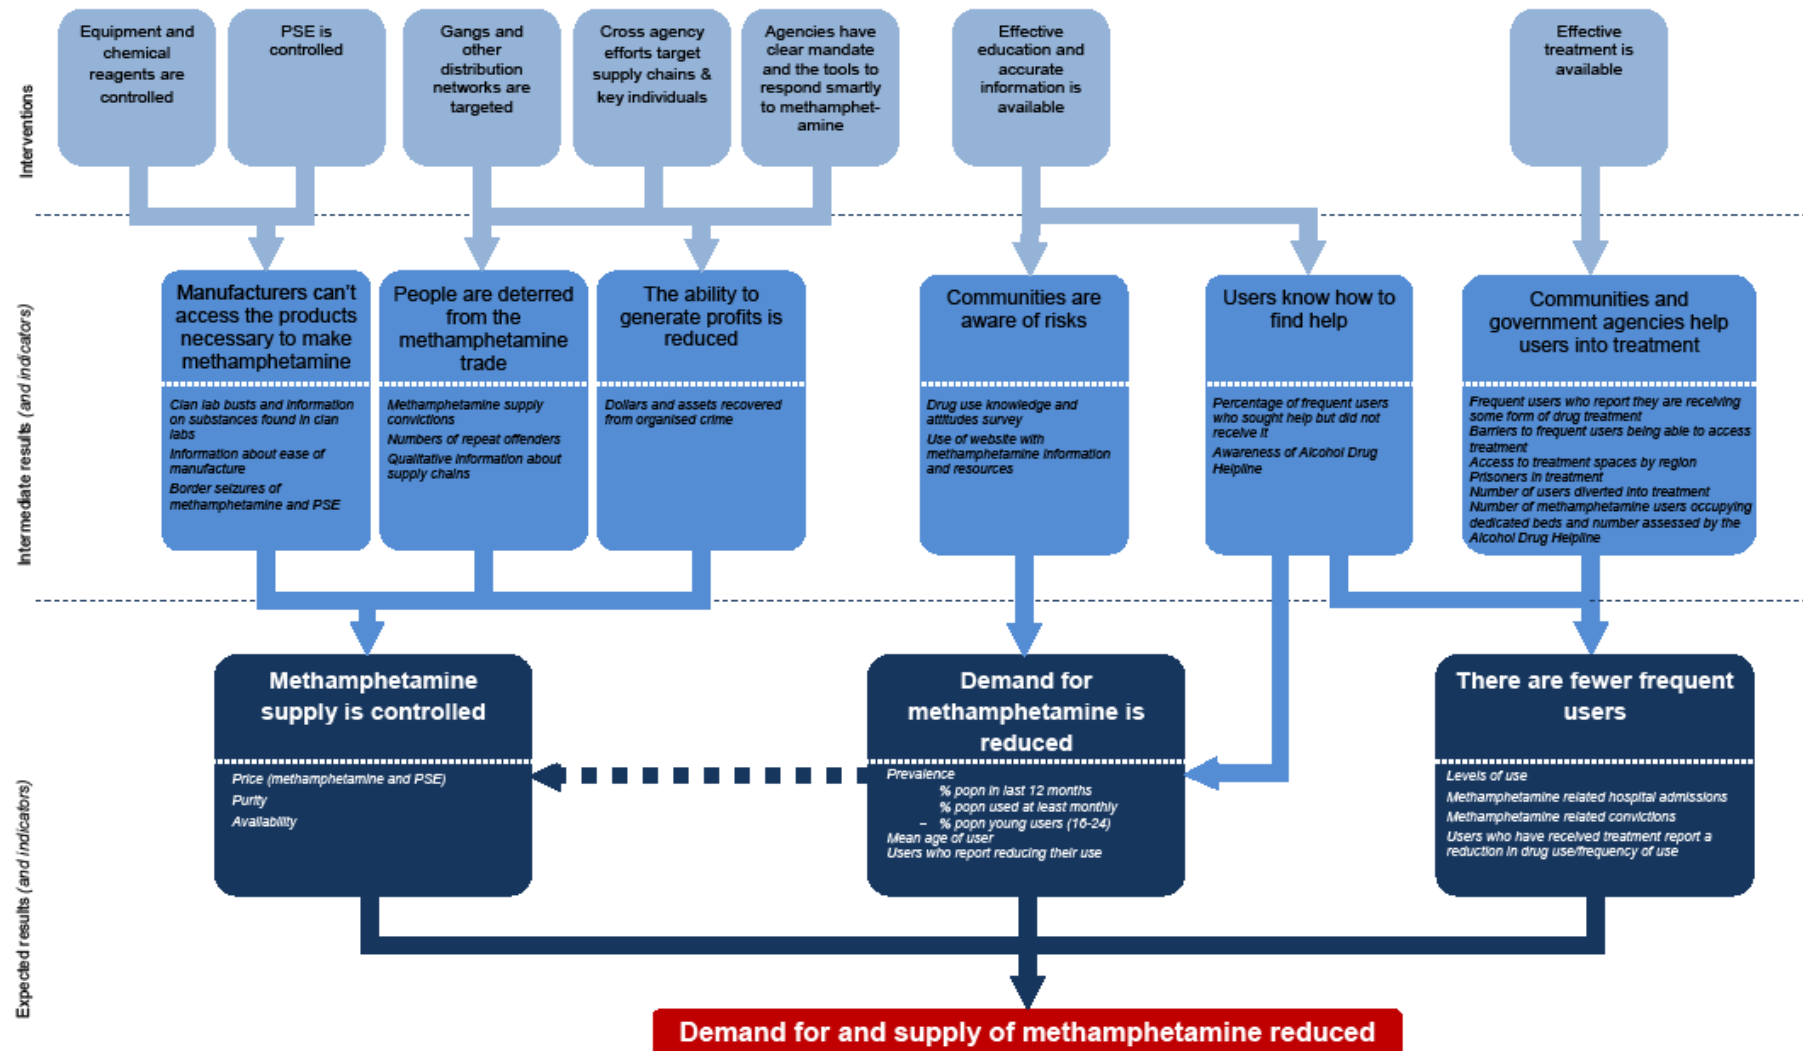 Interventions
Equipment and
chemical
reagents are
controlled
PSE is
controlled
Gangs and
other
distribution
networks are
targeted
Cross agency
efforts target
supply chains &
key individuals
Agencies have
clear mandate
and the tools to
respond smartly
to methamphet-
amine
Effective
education and
accurate
information is
available
Effective
treatment is
available
Intermediate results (and indicators)
Manufacturers can't
access the products
necessary to make
methamphetamine
Clan lab busts and information
on substances found in clan
labs
Information about ease of
manufacture
Border seizures of
methamphetamine and PSE
People are deterred
from the
methamphetamine
trade
Methamphetamine supply
convictions
Numbers of repeat offenders
Qualitative information about
supply chains
The ability to
generate profits is
reduced
Dollars and assets recovered
from organised crime
Communities are
aware of risks
Drug use knowledge and
attitudes survey
Use of website with
methamphetamine information
and resources
Users know how to
find help
Percentage of frequent users
who sought help but did not
receive it
Awareness of Alcohol Drug
Helpline
Communities and
government agencies help
users into treatment
Frequent users who report they are receiving
some form of drug treatment
Barriers to frequent users being able to access
treatment
Access to treatment spaces by region
Prisoners in treatment
Number of users diverted into treatment
Number of methamphetamine users occupying
dedicated beds and number assessed by the
Alcohol Drug Helpline
Expected results (and indicators)
Methamphetamine
supply is controlled
Price (methamphetamine and PSE)
Purity
Availability
Demand for
methamphetamine is
reduced
Prevalence
% popn in last 12 months
% popn used at least monthly
– % popn young users (16-24)
Mean age of user
Users who report reducing their use
There are fewer frequent
users
Levels of use
Methamphetamine related hospital admissions
Methamphetamine related convictions
Users who have received treatment report a
reduction in drug use/frequency of use
Demand for and supply of methamphetamine reduced